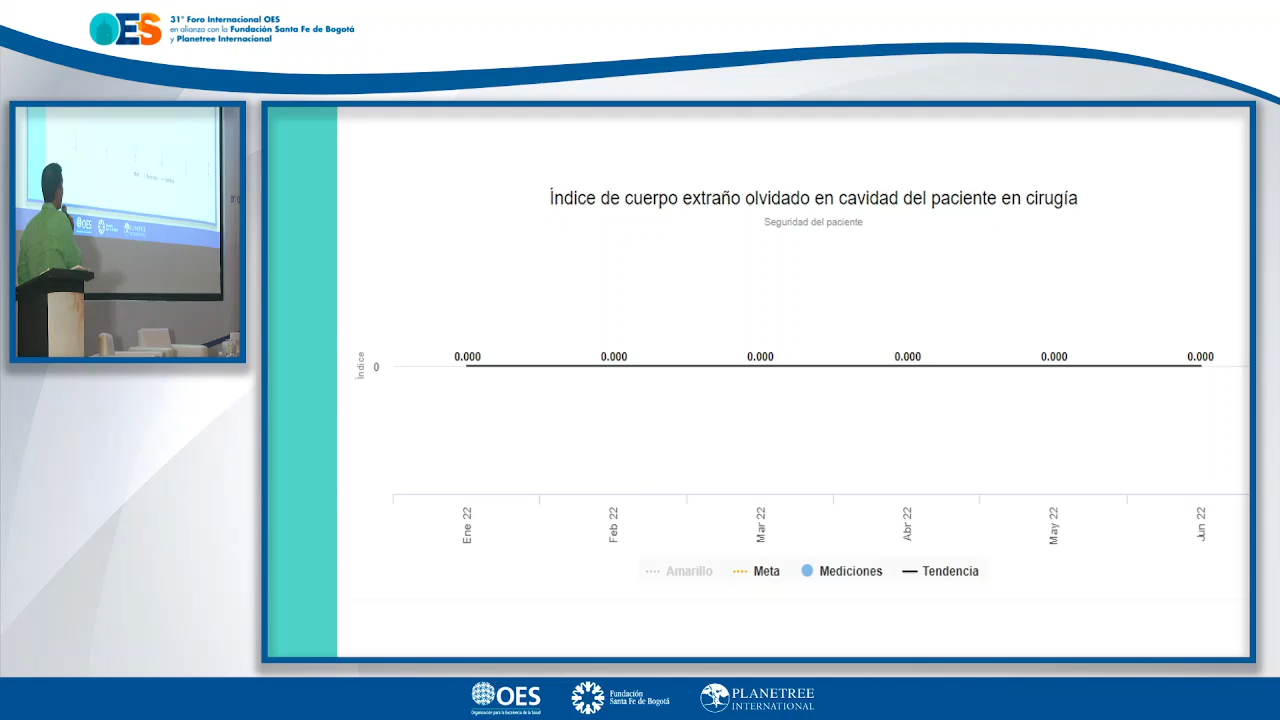 OES
31° Foro Internacional OES
en alianza con la Fundación Santa Fe de Bogotá
y Planetree Internacional
Índice de cuerpo extraño olvidado en cavidad del paciente en cirugía
Seguridad del paciente
Índice
0
0.000 0.000 0.000 0.000 0.000 0.000
Ene 22 Feb 22 Mar 22 Abr 22 May 22 Jun 22
Amarillo Meta Mediciones Tendencia
OES
OES
Organización para la Excelencia de la Salud
Fundación
Santa Fe de Bogotá
PLANETREE
INTERNATIONAL